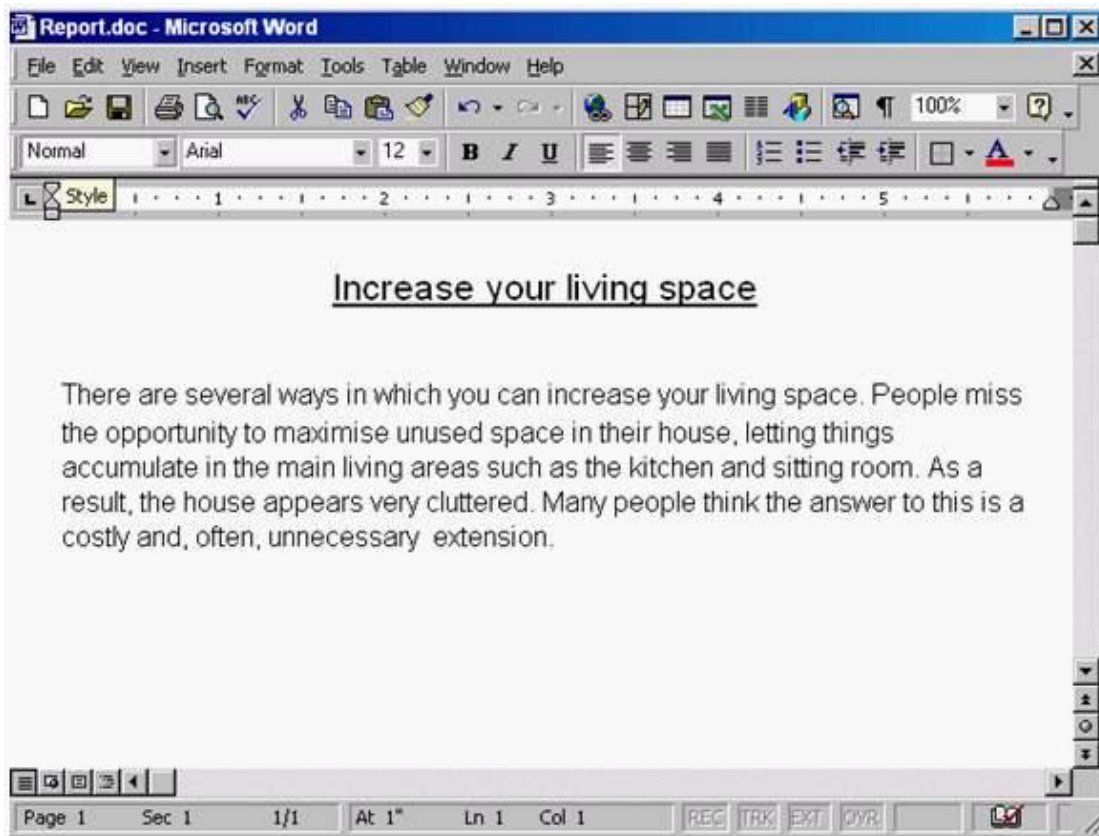 Report.doc - Microsoft Word
File Edit View Insert Format Tools Table Window Help
ABC 100%
Normal Arial 12 B I U A
L Style 1 2 3 4 5
Increase your living space
There are several ways in which you can increase your living space. People miss
the opportunity to maximise unused space in their house, letting things
accumulate in the main living areas such as the kitchen and sitting room. As a
result, the house appears very cluttered. Many people think the answer to this is a
costly and, often, unnecessary  extension.
Page 1 Sec 1 1/1 At 1" Ln 1 Col 1 REC TRK EXT OVR